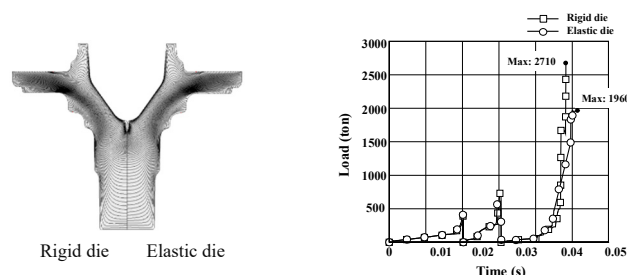 Rigid die
Elastic die
Max: 2710
Max: 1960
Load (ton)
3000
2500
2000
1500
1000
500
0
0.01
0.02
0.03
0.04
0.05
Time (s)
Rigid die Elastic die